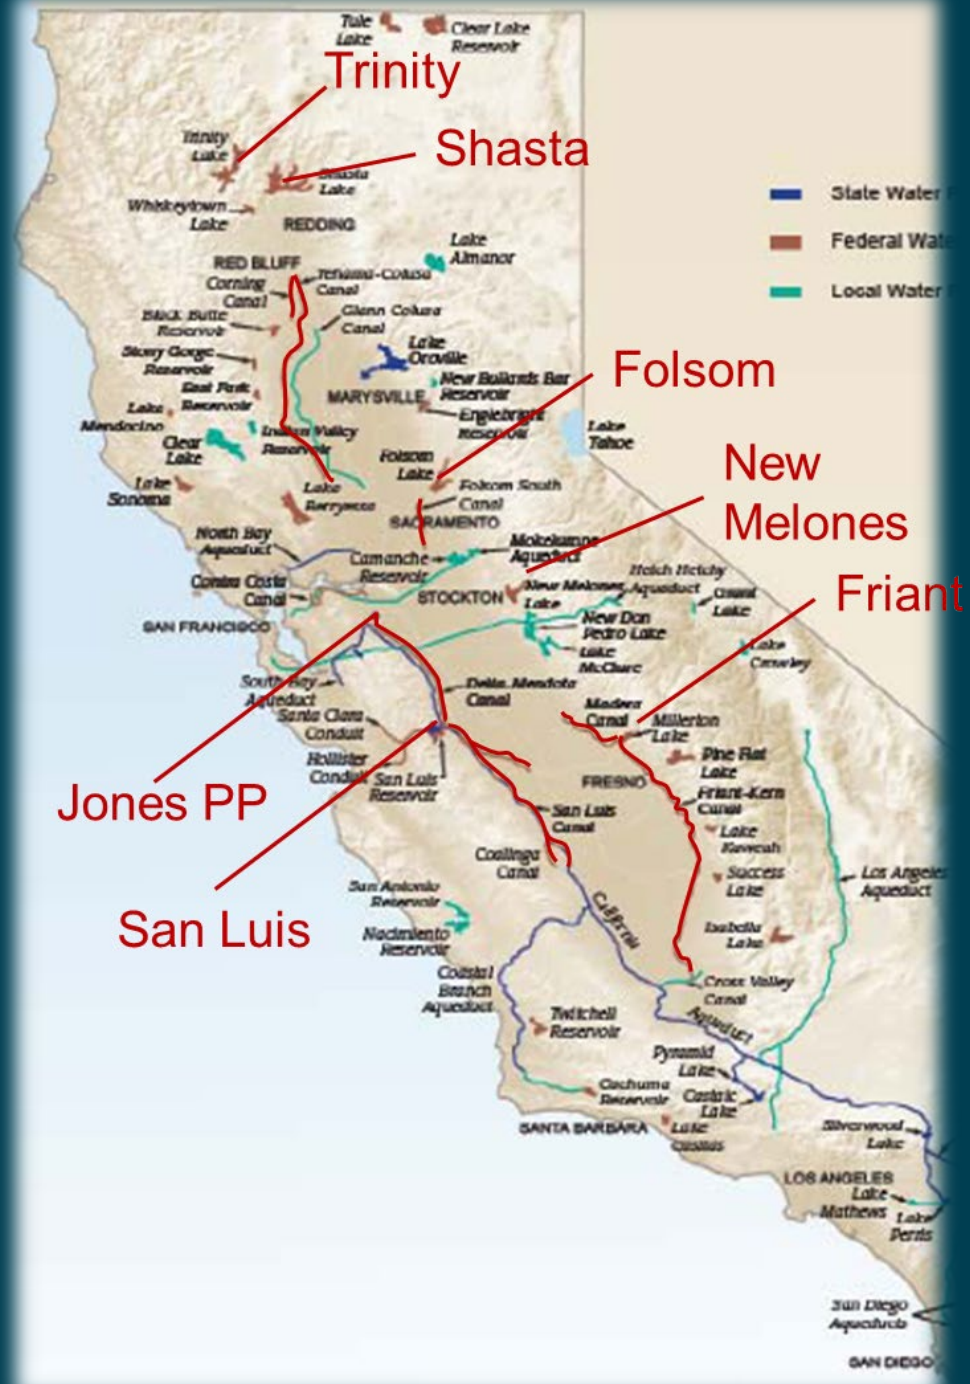 Tule
Lake
Clear Lake
Reservoir
Trinity
Trinity
Lake
Shasta
Shasta
Lake
Whiskeytown
Lake
REDDING
State Water
Federal Wate
Local Water
Lake
Almanor
RED BLUFF
Tehama-Colusa
Canal
Corning
Canal
Black Butte
Reservoir
Glenn Colusa
Canal
Stony Gorge
Reservoir
Lake
Oroville
East Park
Reservoir
MARYSVILLE
New Bullards Bar
Reservoir
Folsom
Lake
Mendocino
Englebright
Reservoir
Clear
Lake
Indian Valley
Reservoir
Lake
Tahoe
Folsom
Lake
New
Melones
Lake
Sonoma
Lake
Berryessa
Folsom South
Canal
SACRAMENTO
North Bay
Aqueduct
Camanche
Reservoir
Mokelumne
Aqueduct
Hetch Hetchy
Aqueduct
Friant
Contra Costa
Canal
STOCKTON
New Melones
Lake
Grant
Lake
SAN FRANCISCO
New Don
Pedro Lake
Lake
McClure
Lake
Crowley
South Bay
Aqueduct
Delta Mendota
Canal
Santa Clara
Conduit
Madera
Canal
Millerton
Lake
Hollister
Conduit
San Luis
Reservoir
Pine Flat
Lake
FRESNO
Jones PP
Friant-Kern
Canal
San Luis
Canal
Lake
Kaweah
Coalinga
Canal
Success
Lake
Los Angeles
Aqueduct
San Antonio
Reservoir
San Luis
Nacimiento
Reservoir
California
Aqueduct
Isabella
Lake
Coastal
Branch
Aqueduct
Cross Valley
Canal
Twitchell
Reservoir
Pyramid
Lake
Cachuma
Reservoir
Castaic
Lake
SANTA BARBARA
Lake
Casitas
Silverwood
Lake
LOS ANGELES
Lake
Mathews
Lake
Perris
San Diego
Aqueducts
SAN DIEGO